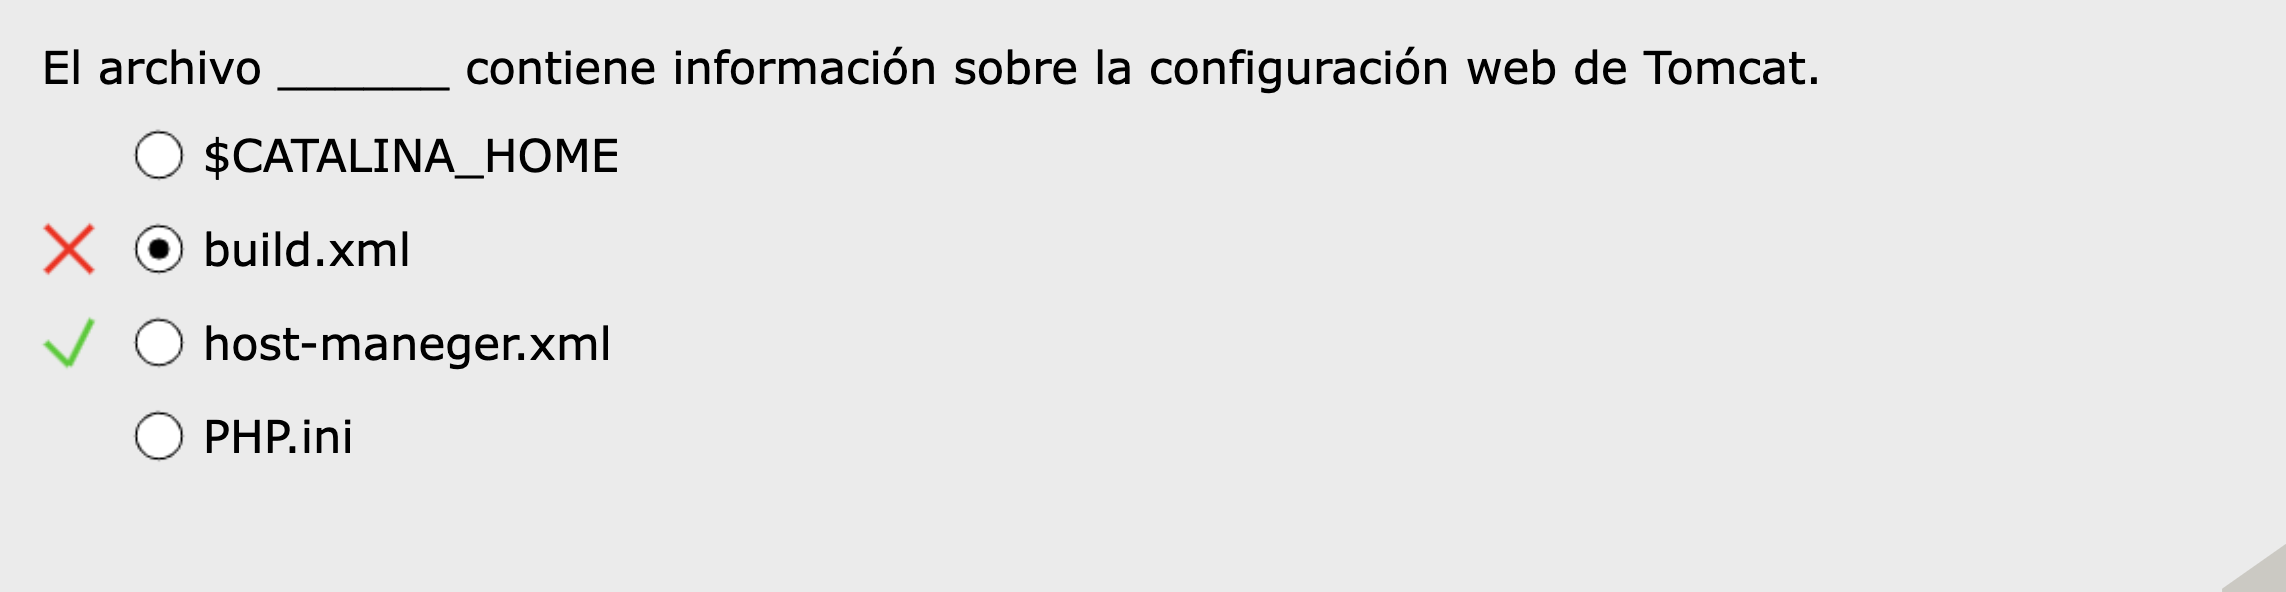 El archivo _______ contiene información sobre la configuración web de Tomcat.
$CATALINA_HOME
build.xml
host-maneger.xml
PHP.ini